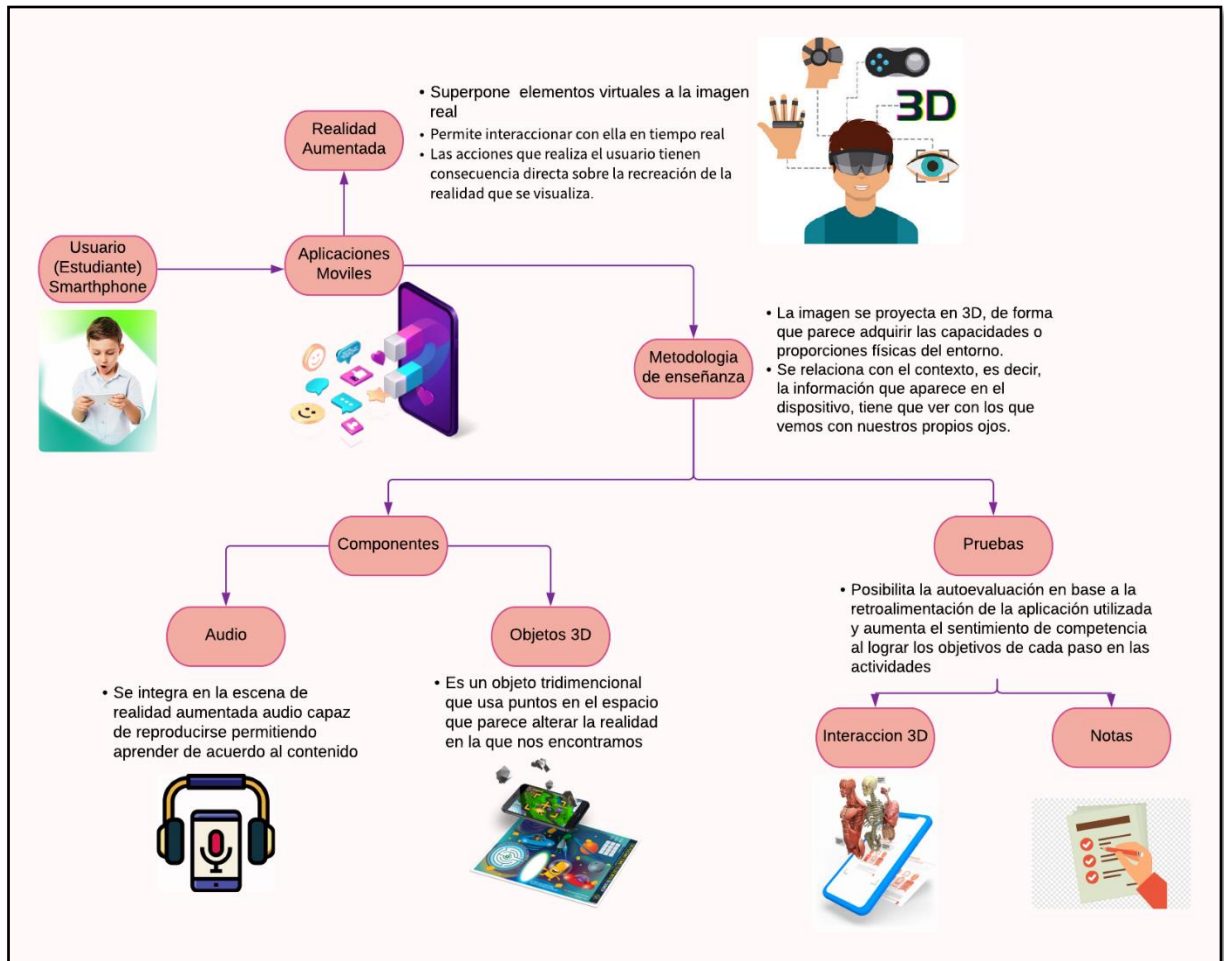 • Superpone elementos virtuales a la imagen
real
• Permite interaccionar con ella en tiempo real
• Las acciones que realiza el usuario tienen
consecuencia directa sobre la recreación de la
realidad que se visualiza.
3D
Realidad
Aumentada
Usuario
(Estudiante)
Smarthphone
Aplicaciones
Moviles
Metodologia
de enseñanza
• La imagen se proyecta en 3D, de forma
que parece adquirir las capacidades o
proporciones físicas del entorno.
• Se relaciona con el contexto, es decir,
la información que aparece en el
dispositivo, tiene que ver con los que
vemos con nuestros propios ojos.
Componentes
Pruebas
• Posibilita la autoevaluación en base a la
retroalimentación de la aplicación utilizada
y aumenta el sentimiento de competencia
al lograr los objetivos de cada paso en las
actividades
Audio
Objetos 3D
• Se integra en la escena de
realidad aumentada audio capaz
de reproducirse permitiendo
aprender de acuerdo al contenido
• Es un objeto tridimencional
que usa puntos en el espacio
que parece alterar la realidad
en la que nos encontramos
Interaccion 3D
Notas